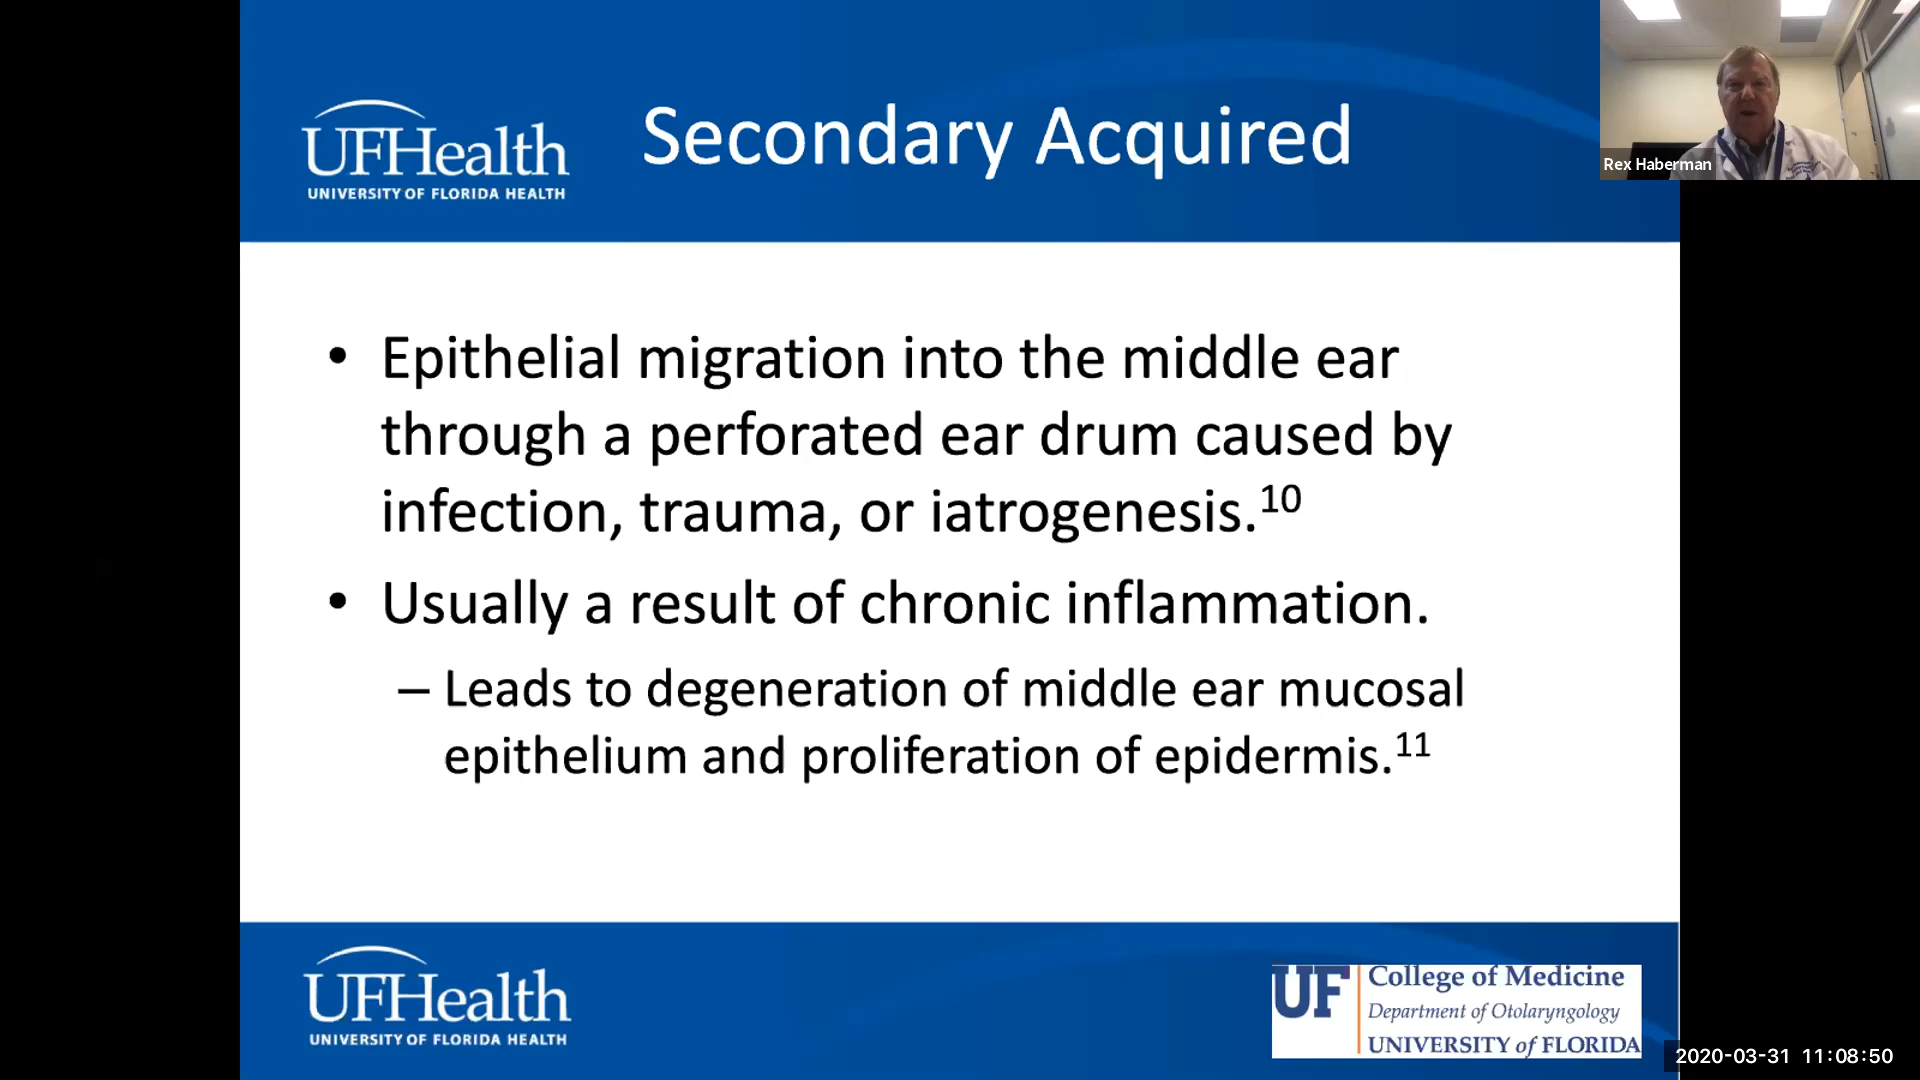 UFHealth
UNIVERSITY OF FLORIDA HEALTH
Secondary Acquired
Rex Haberman
• Epithelial migration into the middle ear
through a perforated ear drum caused by
infection, trauma, or iatrogenesis.10
• Usually a result of chronic inflammation.
– Leads to degeneration of middle ear mucosal
epithelium and proliferation of epidermis.11
UFHealth
UNIVERSITY OF FLORIDA HEALTH
UF College of Medicine
Department of Otolaryngology
UNIVERSITY of FLORIDA
2020-03-31 11:08:50